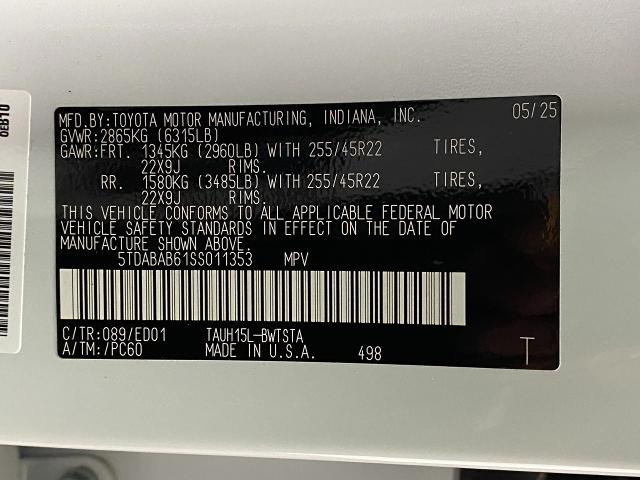 0EB10
MFD.BY:TOYOTA MOTOR MANUFACTURING, INDIANA, INC. 05/25
GVWR:2865KG (6315LB)
GAWR:FRT. 1345KG (2960LB) WITH 255/45R22 TIRES,
22X9J RIMS.
RR. 1580KG (3485LB) WITH 255/45R22 TIRES,
22X9J RIMS.
THIS VEHICLE CONFORMS TO ALL APPLICABLE FEDERAL MOTOR
VEHICLE SAFETY STANDARDS IN EFFECT ON THE DATE OF
MANUFACTURE SHOWN ABOVE.
5TDABAB61SS011353 MPV
C/TR:089/ED01 TAUH15L-BWTSTA
A/TM:/PC60 MADE IN U.S.A. 498 T